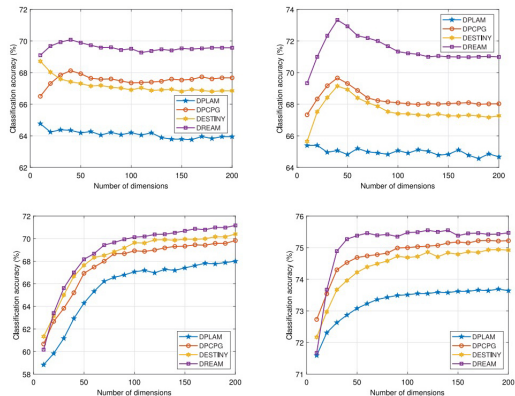 72
70
68
66
64
62
0 50 100 150 200
Number of dimensions
Classification accuracy (%)
DPLAM
DPCPG
DESTINY
DREAM
74
72
70
68
66
64
0 50 100 150 200
Number of dimensions
Classification accuracy (%)
DPLAM
DPCPG
DESTINY
DREAM
72
70
68
66
64
62
60
58
0 50 100 150 200
Number of dimensions
Classification accuracy (%)
DPLAM
DPCPG
DESTINY
DREAM
76
75
74
73
72
71
0 50 100 150 200
Number of dimensions
Classification accuracy (%)
DPLAM
DPCPG
DESTINY
DREAM